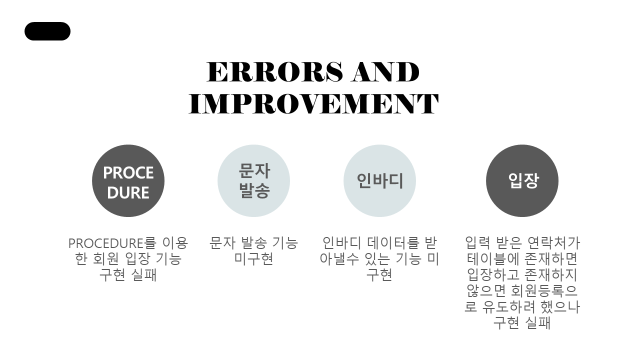 ERRORS AND
IMPROVEMENT
PROCE
DURE
문자
발송
인바디
입장
PROCEDURE를 이용
한 회원 입장 기능
구현 실패
문자 발송 기능
미구현
인바디 데이터를 받
아낼수 있는 기능 미
구현
입력 받은 연락처가
테이블에 존재하면
입장하고 존재하지
않으면 회원등록으
로 유도하려 했으나
구현 실패